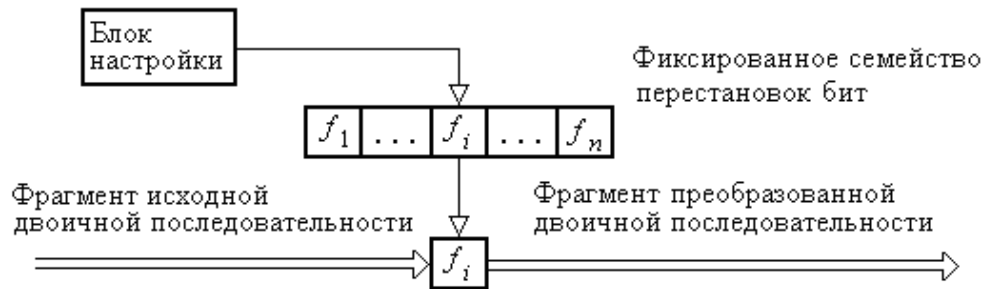 Блок
настройки
Фиксированное семейство
перестановок бит
f1 ... fi ... fn
Фрагмент исходной
двоичной последовательности
Фрагмент преобразованной
двоичной последовательности
fi